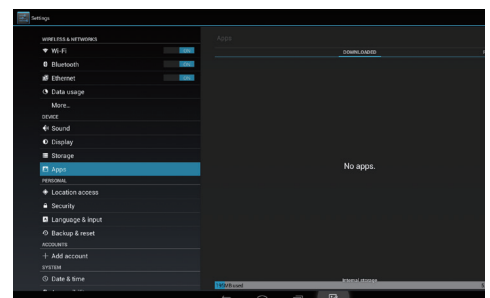 Settings
WIRELESS & NETWORKS
Wi-Fi
ON
Bluetooth
ON
Ethernet
ON
Data usage
More...
DEVICE
Sound
Display
Storage
Apps
PERSONAL
Location access
Security
Language & input
Backup & reset
ACCOUNTS
Add account
SYSTEM
Date & time
Apps
DOWNLOADED
No apps.
Internal storage
used